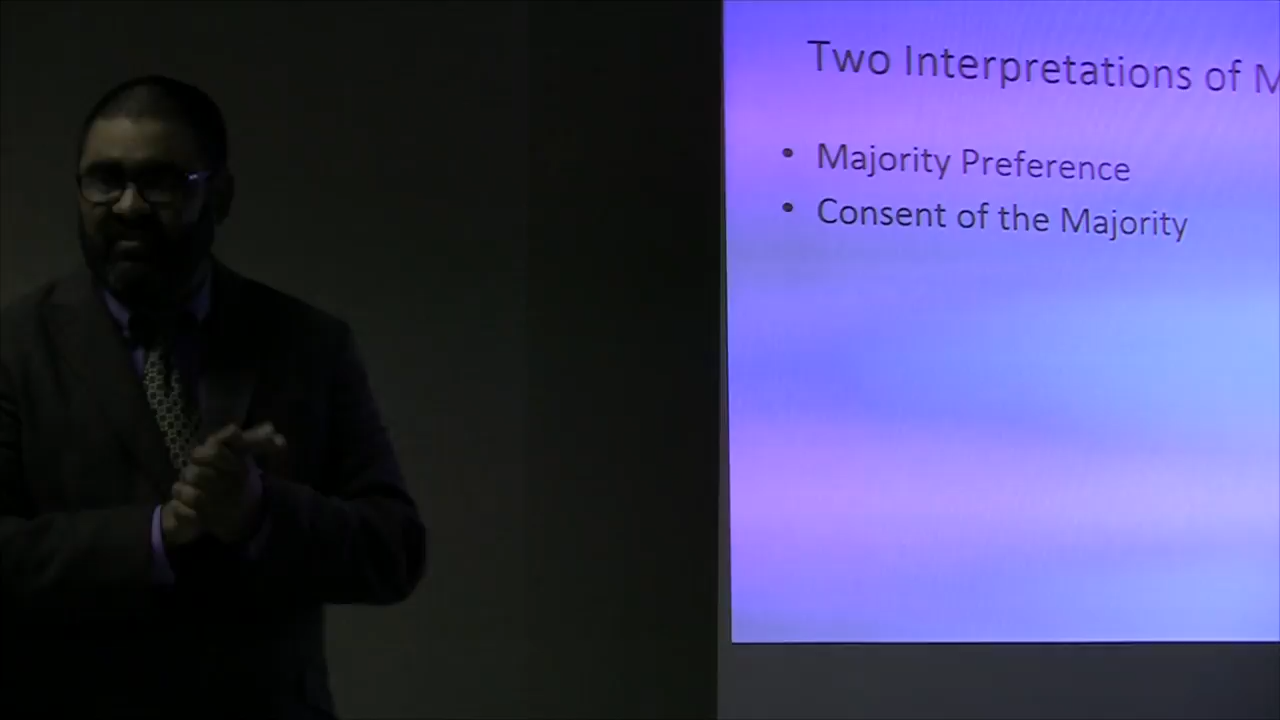 Two Interpretations of M
• Majority Preference
• Consent of the Majority